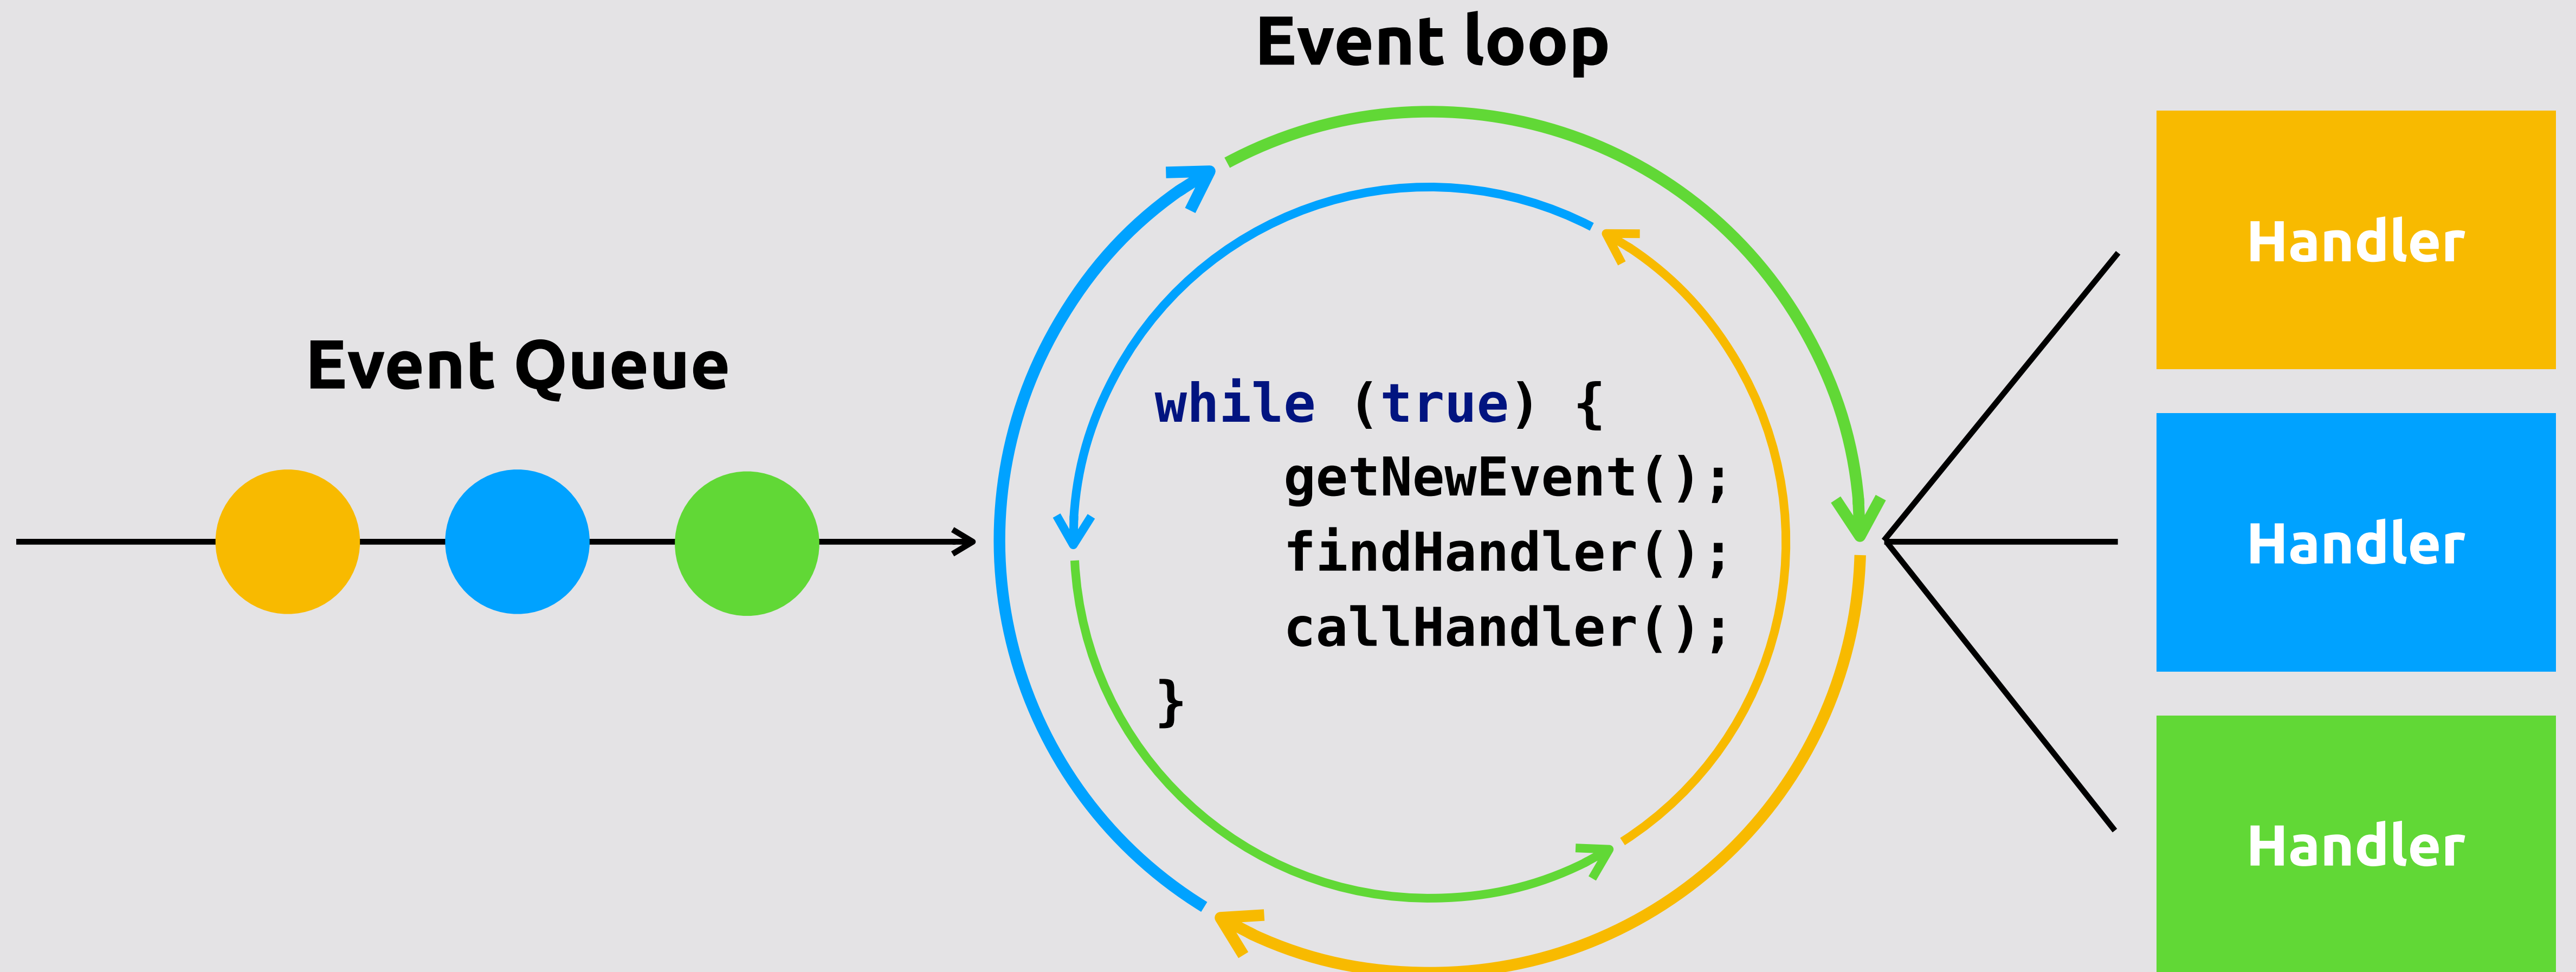 Event loop
Event Queue
while (true) {
    getNewEvent();
    findHandler();
    callHandler();
}
Handler
Handler
Handler